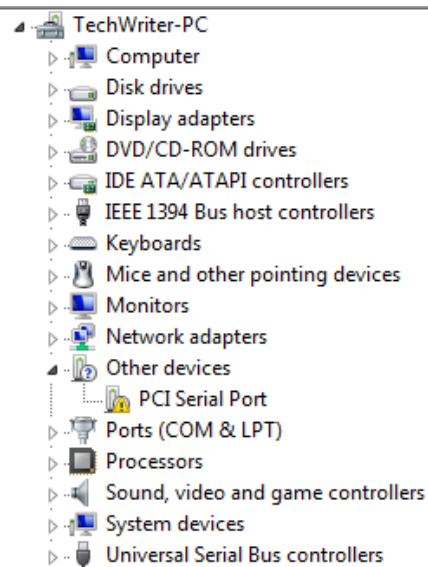 TechWriter-PC
Computer
Disk drives
Display adapters
DVD/CD-ROM drives
IDE ATA/ATAPI controllers
IEEE 1394 Bus host controllers
Keyboards
Mice and other pointing devices
Monitors
Network adapters
Other devices
PCI Serial Port
Ports (COM & LPT)
Processors
Sound, video and game controllers
System devices
Universal Serial Bus controllers